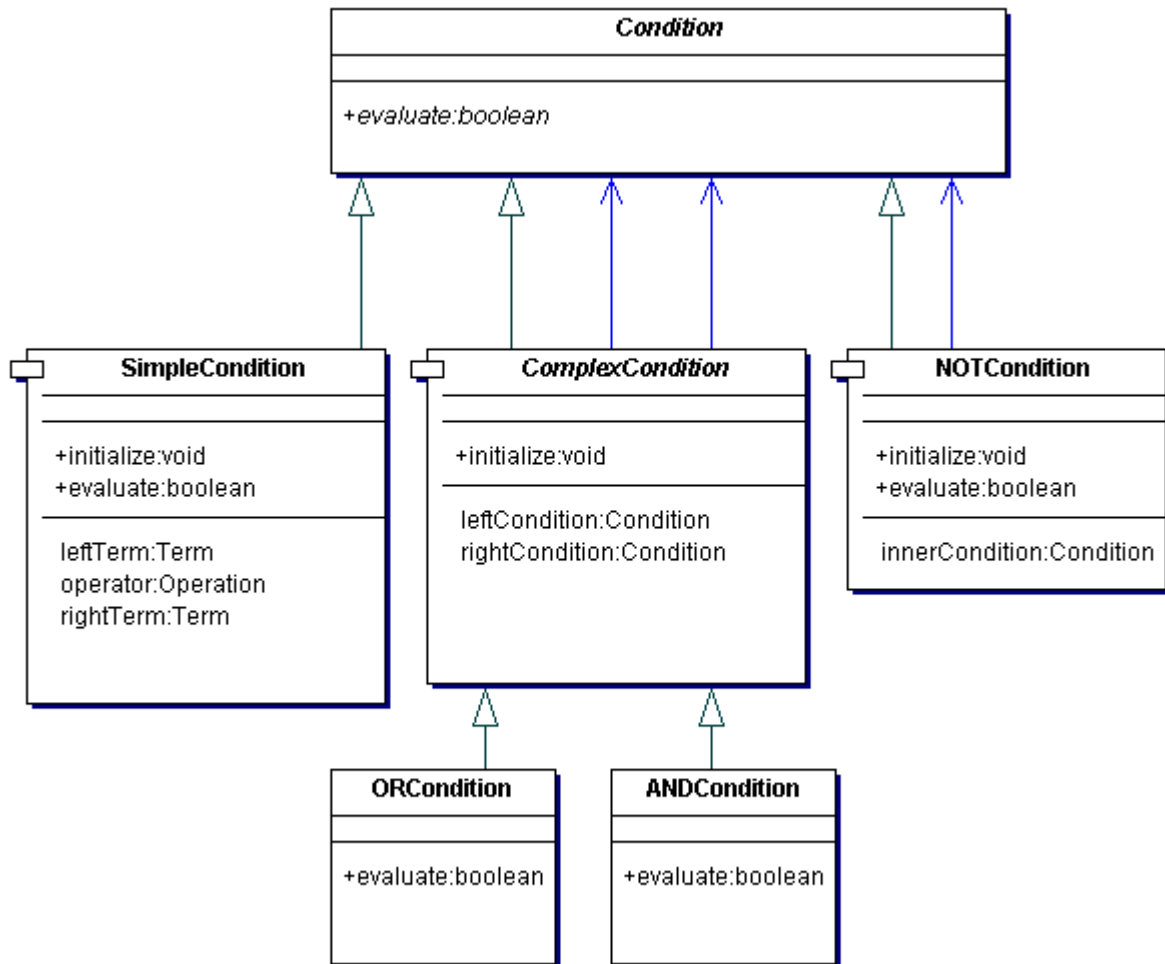 Condition
+evaluate:boolean
SimpleCondition
+initialize:void
+evaluate:boolean
leftTerm:Term
operator:Operation
rightTerm:Term
ComplexCondition
+initialize:void
leftCondition:Condition
rightCondition:Condition
NOTCondition
+initialize:void
+evaluate:boolean
innerCondition:Condition
ORCondition
+evaluate:boolean
ANDCondition
+evaluate:boolean